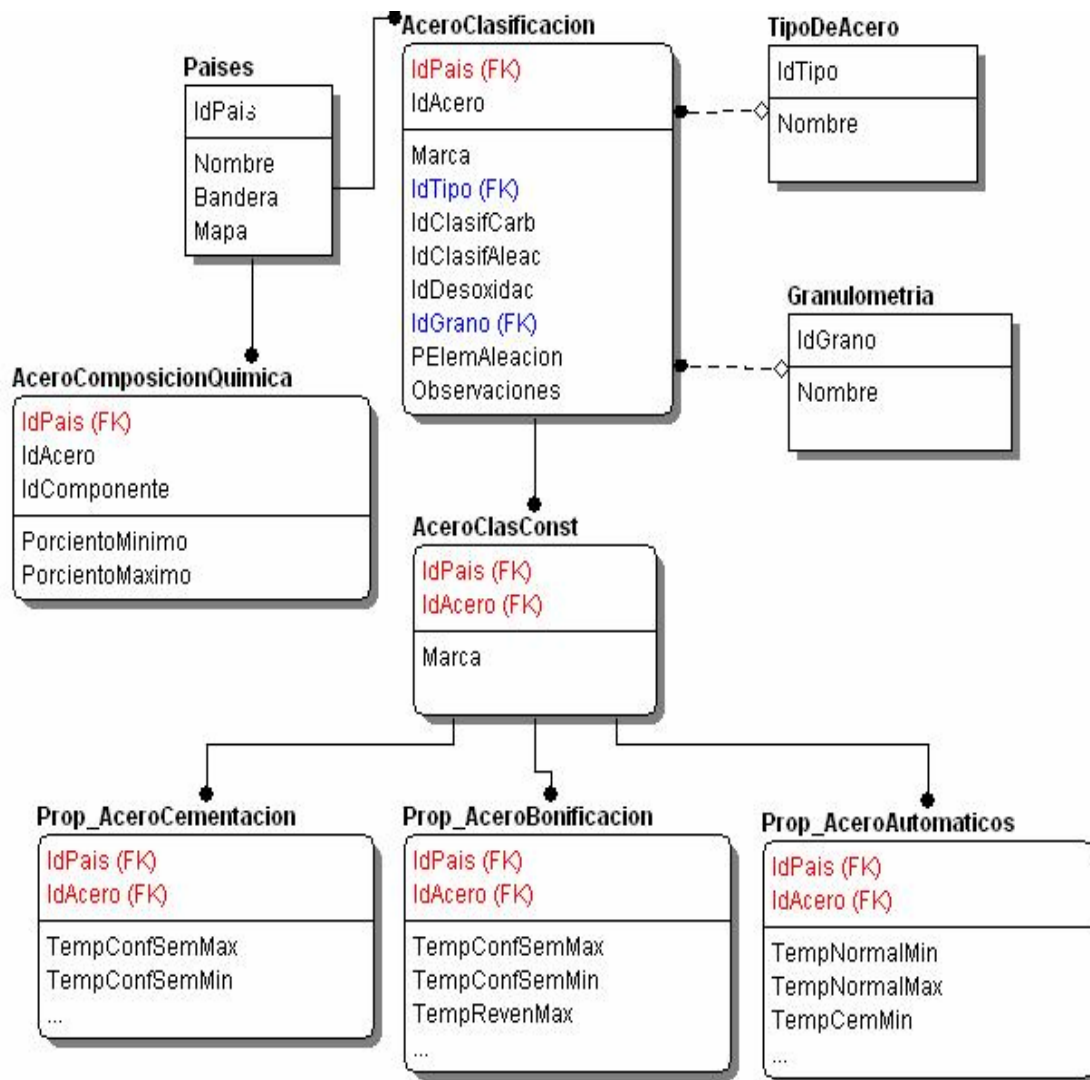 Paises
IdPais
Nombre
Bandera
Mapa
AceroClasificacion
IdPais (FK)
IdAcero
Marca
IdTipo (FK)
IdClasifCarb
IdClasifAleac
IdDesoxidac
IdGrano (FK)
PElemAleacion
Observaciones
TipoDeAcero
IdTipo
Nombre
Granulometria
IdGrano
Nombre
AceroComposicionQuimica
IdPais (FK)
IdAcero
IdComponente
PorcientoMinimo
PorcientoMaximo
AceroClasConst
IdPais (FK)
IdAcero (FK)
Marca
Prop_AceroCementacion
IdPais (FK)
IdAcero (FK)
TempConfSemMax
TempConfSemMin
...
Prop_AceroBonificacion
IdPais (FK)
IdAcero (FK)
TempConfSemMax
TempConfSemMin
TempRevenMax
...
Prop_AceroAutomaticos
IdPais (FK)
IdAcero (FK)
TempNormalMin
TempNormalMax
TempCemMin
...